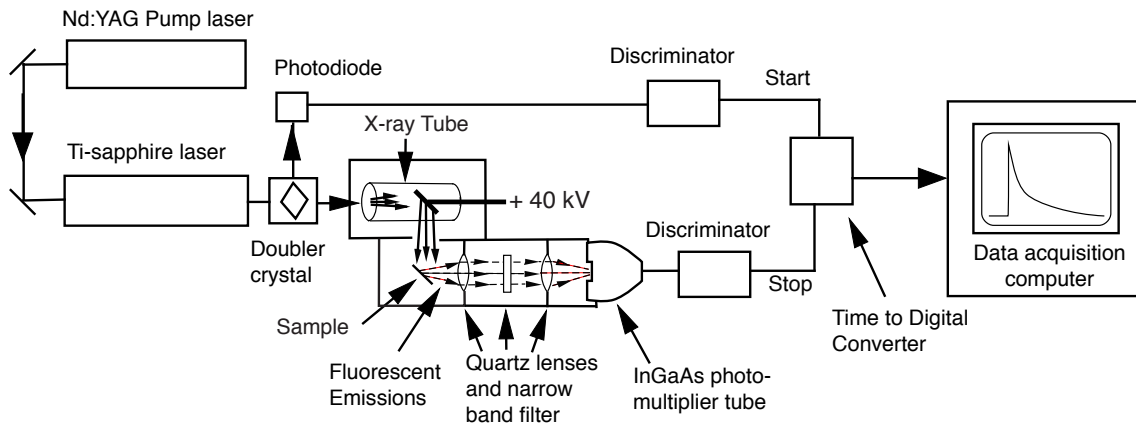 Nd:YAG Pump laser
Photodiode
Discriminator
Start
X-ray Tube
Ti-sapphire laser
+ 40 kV
Doubler
crystal
Discriminator
Stop
Data acquisition
computer
Sample
Fluorescent
Emissions
Quartz lenses
and narrow
band filter
InGaAs photo-
multiplier tube
Time to Digital
Converter